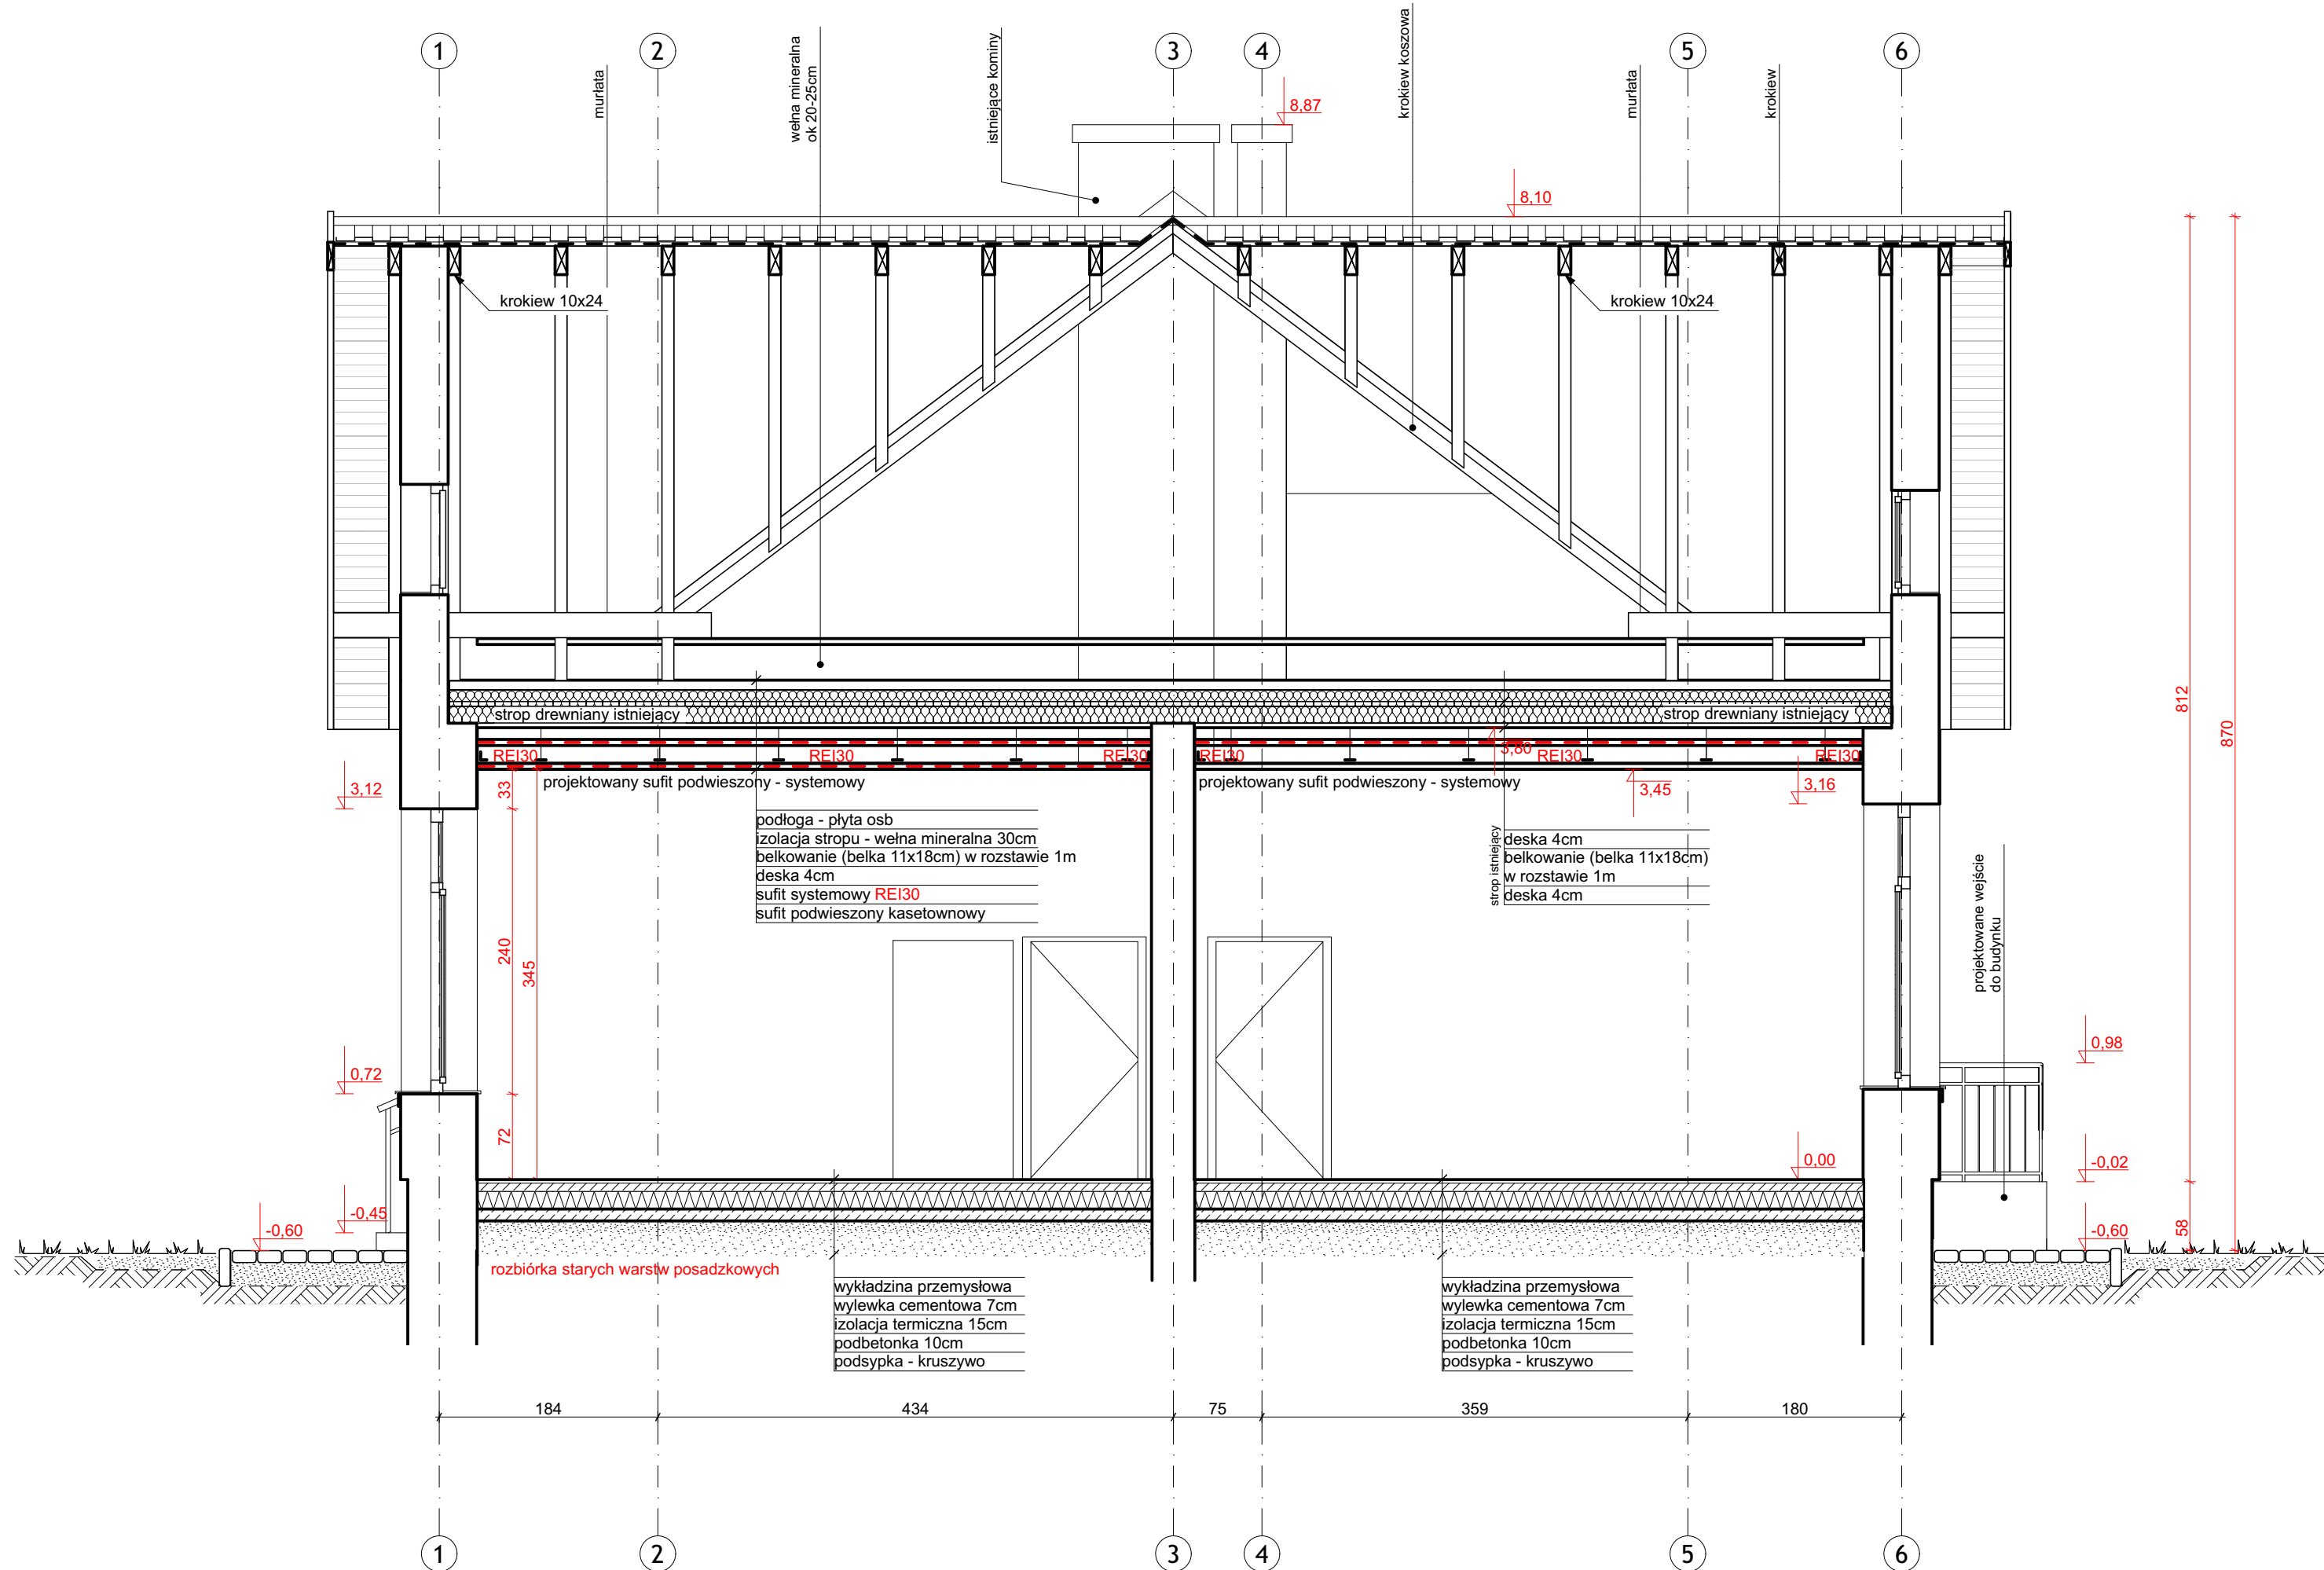 1
2
3
4
5
6
murłata
wełna mineralna
ok 20-25cm
istniejące kominy
8,87
krokiew koszowa
murłata
krokiew
8,10
krokiew 10x24
krokiew 10x24
strop drewniany istniejący
strop drewniany istniejący
REI30
REI30
REI30
REI30
3,80
REI30
REI30
projektowany sufit podwieszony - systemowy
projektowany sufit podwieszony - systemowy
3,12
33
3,45
3,16
podłoga - płyta osb
izolacja stropu - wełna mineralna 30cm
belkowanie (belka 11x18cm) w rozstawie 1m
deska 4cm
sufit systemowy REI30
sufit podwieszony kasetownowy
strop istniejący
deska 4cm
belkowanie (belka 11x18cm)
w rozstawie 1m
deska 4cm
projektowane wejście
do budynku
812
870
240
345
0,72
0,98
72
0,00
-0,02
-0,45
-0,60
-0,60
58
rozbiórka starych warstw posadzkowych
wykładzina przemysłowa
wylewka cementowa 7cm
izolacja termiczna 15cm
podbetonka 10cm
podsypka - kruszywo
wykładzina przemysłowa
wylewka cementowa 7cm
izolacja termiczna 15cm
podbetonka 10cm
podsypka - kruszywo
184
434
75
359
180
1
2
3
4
5
6